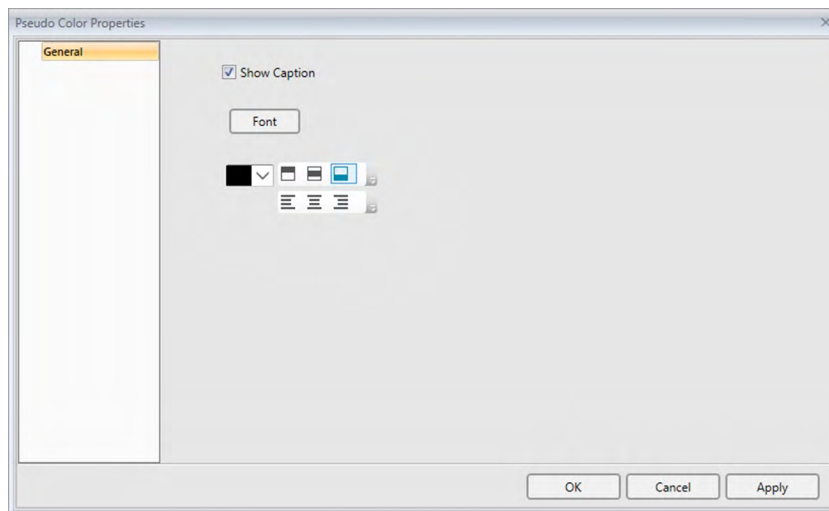 Pseudo Color Properties
General
Show Caption
Font
OK Cancel Apply